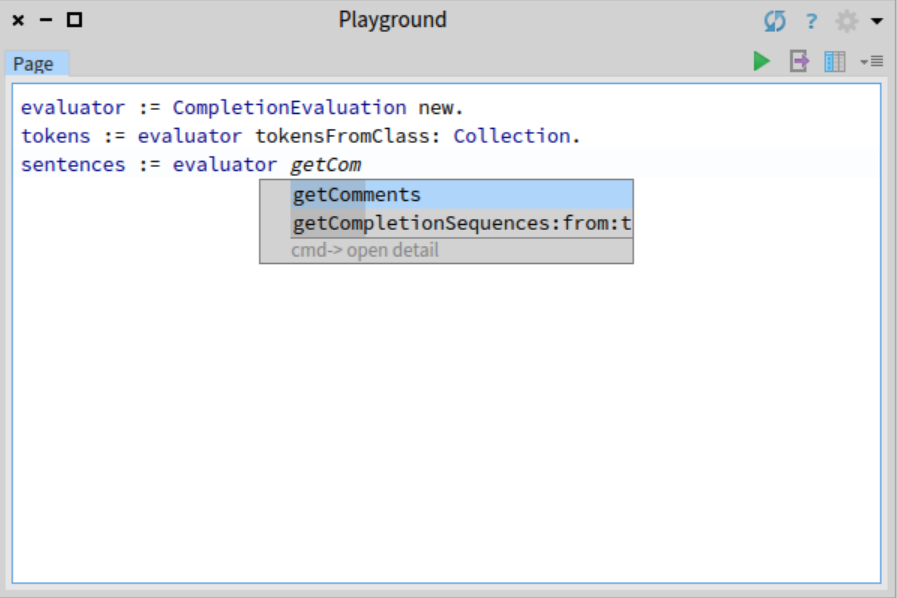 Playground
?
Page
evaluator := CompletionEvaluation new.
tokens := evaluator tokensFromClass: Collection.
sentences := evaluator getCom
getComments
getCompletionSequences:from:t
cmd-> open detail